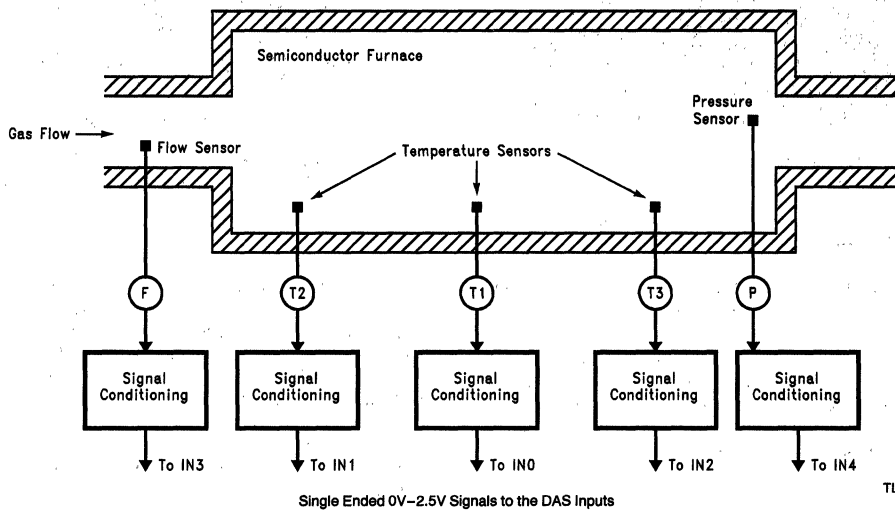 Semiconductor Furnace
Pressure
Sensor
Gas Flow
Flow Sensor
Temperature Sensors
F
T2
T1
T3
P
Signal
Conditioning
Signal
Conditioning
Signal
Conditioning
Signal
Conditioning
Signal
Conditioning
To IN3
To IN1
To IN0
To IN2
To IN4
TL
Single Ended 0V–2.5V Signals to the DAS Inputs